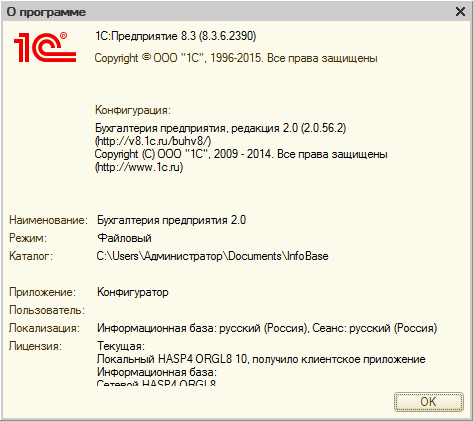 О программе
1С®
1С:Предприятие 8.3 (8.3.6.2390)
Copyright © ООО "1С", 1996-2015. Все права защищены
Конфигурация:
Бухгалтерия предприятия, редакция 2.0 (2.0.56.2)
(http://v8.1c.ru/buhv8/)
Copyright (С) ООО "1С", 2009 - 2014. Все права защищены
(http://www.1c.ru)
Наименование: Бухгалтерия предприятия 2.0
Режим: Файловый
Каталог: C:\Users\Администратор\Documents\InfoBase
Приложение: Конфигуратор
Пользователь:
Локализация: Информационная база: русский (Россия), Сеанс: русский (Россия)
Лицензия: Текущая:
Локальный HASP4 ORGL8 10, получило клиентское приложение
Информационная база:
Сетевой HASP4 ORGL8
OK